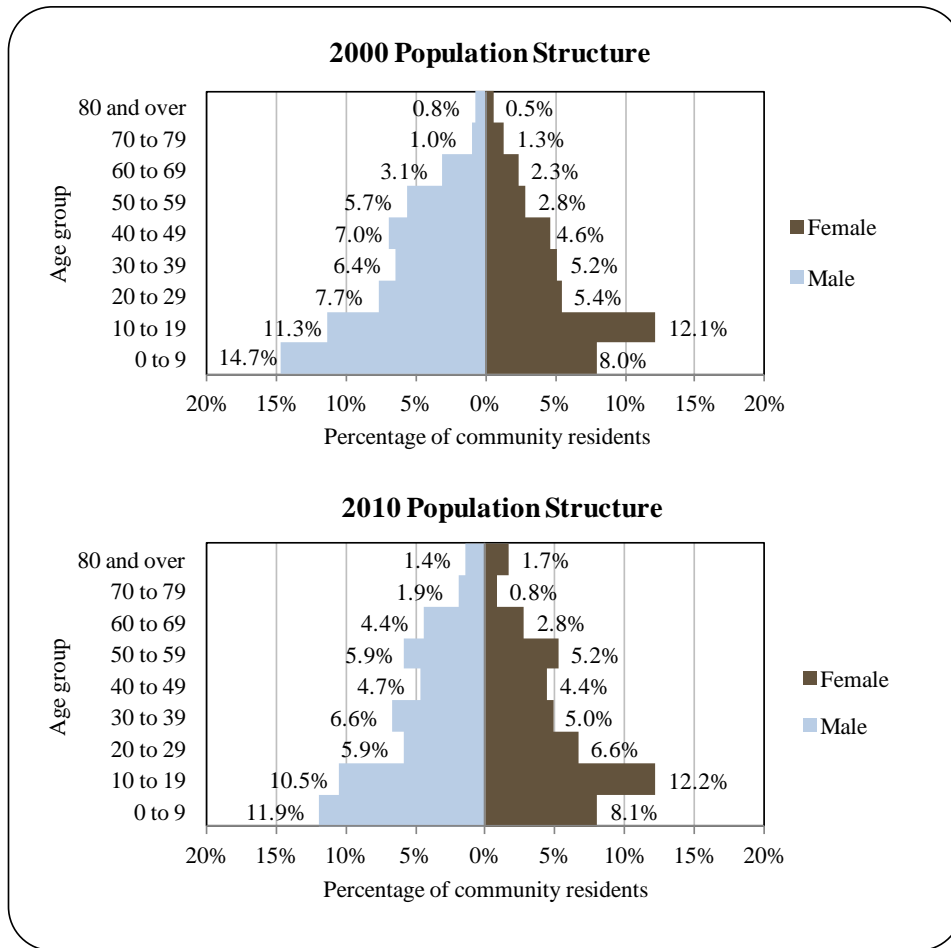 2000 Population Structure
Age group
80 and over 0.8% 0.5%
70 to 79 1.0% 1.3%
60 to 69 3.1% 2.3%
50 to 59 5.7% 2.8%
40 to 49 7.0% 4.6%
30 to 39 6.4% 5.2%
20 to 29 7.7% 5.4%
10 to 19 11.3% 12.1%
0 to 9 14.7% 8.0%
20% 15% 10% 5% 0% 5% 10% 15% 20%
Percentage of community residents
Female
Male
2010 Population Structure
Age group
80 and over 1.4% 1.7%
70 to 79 1.9% 0.8%
60 to 69 4.4% 2.8%
50 to 59 5.9% 5.2%
40 to 49 4.7% 4.4%
30 to 39 6.6% 5.0%
20 to 29 5.9% 6.6%
10 to 19 10.5% 12.2%
0 to 9 11.9% 8.1%
20% 15% 10% 5% 0% 5% 10% 15% 20%
Percentage of community residents
Female
Male